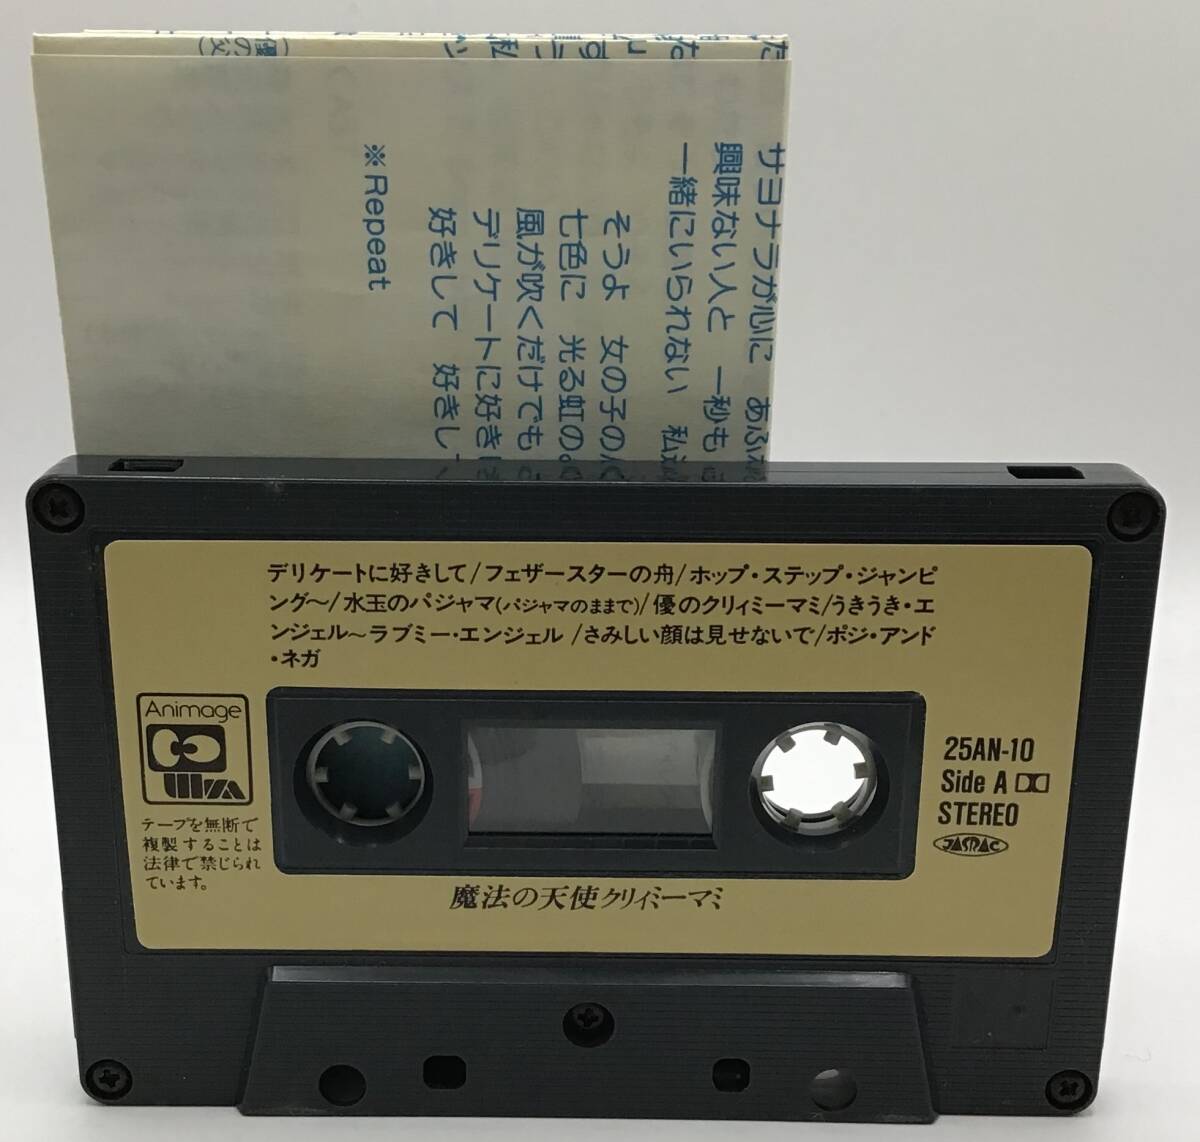 サヨナラが心に あふれ
興味ない人と 一秒も
一緒にいられない 私
そうよ 女の子の
七色に 光る虹の
風が吹くだけでも
デリケートに好き
好きして 好きし
※Repeat
デリケートに好きして/フェザースターの舟/ホップ・ステップ・ジャンピ
ング～/水玉のパジャマ(パジャマのままで)/優のクリィミーマミ/うきうき・エ
ンジェル～ラブミー・エンジェル /さみしい顔は見せないで/ポジ・アンド
・ネガ
Animage
テープを無断で
複製することは
法律で禁じられ
ています。
25AN-10
Side A
STEREO
JASRAC
魔法の天使クリィミーマミ